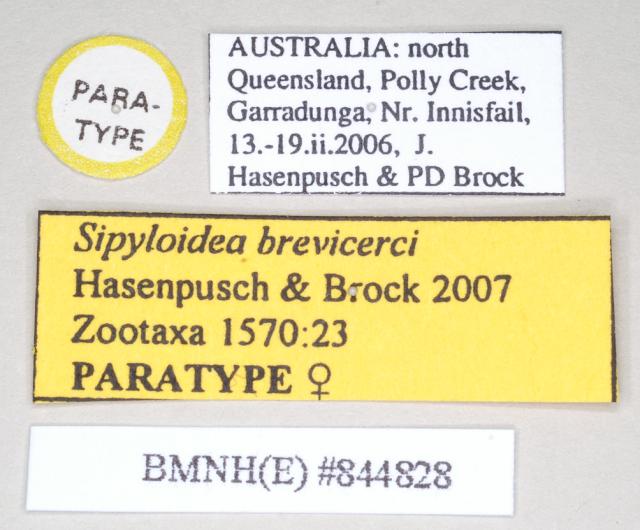 PARA-
TYPE
AUSTRALIA: north
Queensland, Polly Creek,
Garradunga, Nr. Innisfail,
13.-19.ii.2006, J.
Hasenpusch & PD Brock
Sipyloidea brevicerci
Hasenpusch & Brock 2007
Zootaxa 1570:23
PARATYPE ♀
BMNH(E) #844828